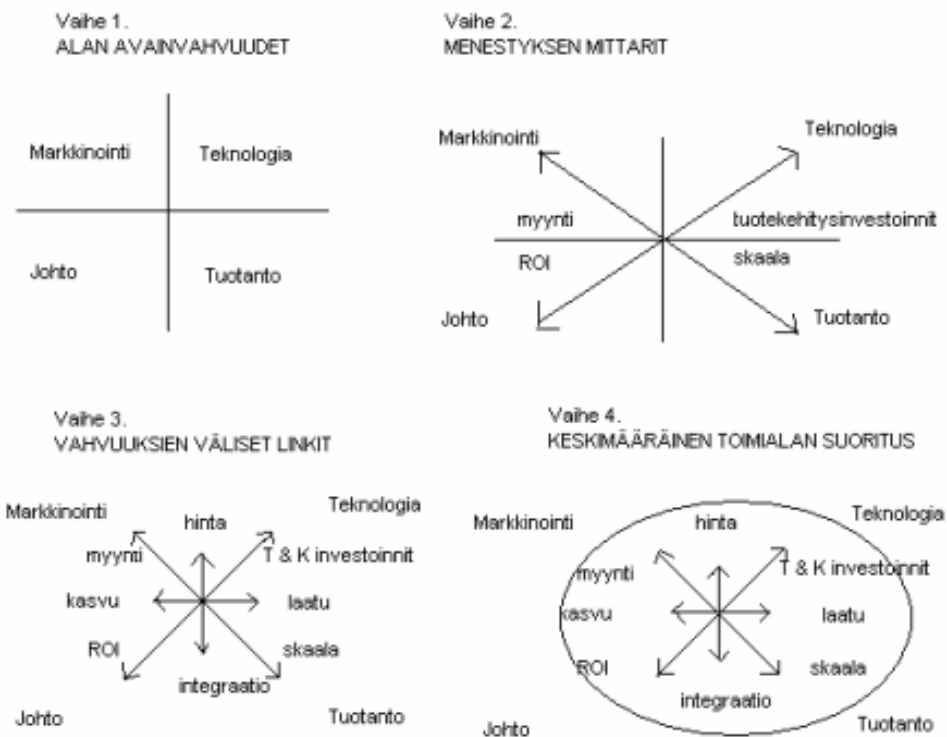 Vaihe 1.
ALAN AVAINVAHVUUDET
Markkinointi
Teknologia
Johto
Tuotanto
Vaihe 2.
MENESTYKSEN MITTARIT
Markkinointi
Teknologia
myynti
tuotekehitysinvestoinnit
ROI
skaala
Johto
Tuotanto
Vaihe 3.
VAHVUUKSIEN VÄLISET LINKIT
Markkinointi
Teknologia
hinta
myynti
T & K investoinnit
kasvu
laatu
ROI
skaala
integraatio
Johto
Tuotanto
Vaihe 4.
KESKIMÄÄRÄINEN TOIMIALAN SUORITUS
Markkinointi
Teknologia
hinta
myynti
T & K investoinnit
kasvu
laatu
ROI
skaala
integraatio
Johto
Tuotanto